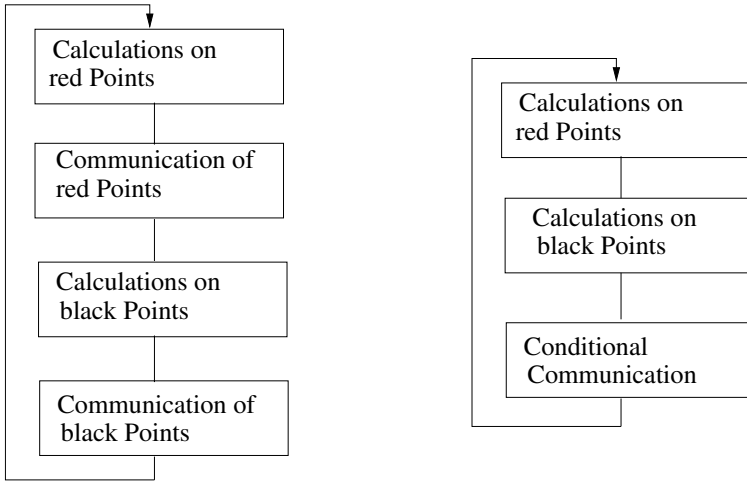 Calculations on
red Points
Communication of
red Points
Calculations on
black Points
Communication of
black Points
Calculations on
red Points
Calculations on
black Points
Conditional
Communication